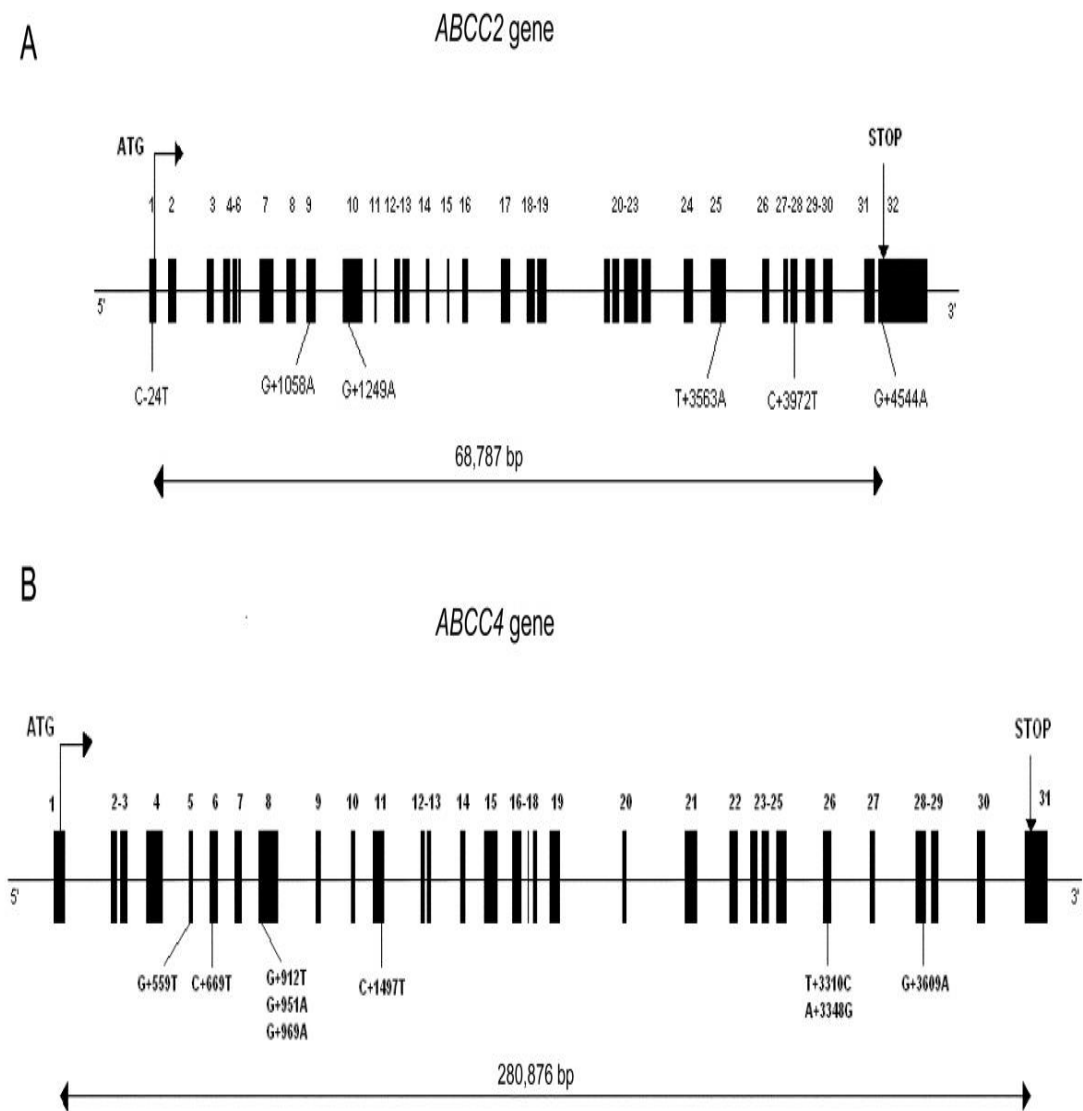 A
ABCC2 gene
ATG
STOP
1 2 3 4-6 7 8 9 10 11 12-13 14 15 16 17 18-19 20-23 24 25 26 27-28 29-30 31 32
5'
3'
C-24T
G+1058A
G+1249A
T+3563A
C+3972T
G+4544A
68,787 bp
B
ABCC4 gene
ATG
STOP
1 2-3 4 5 6 7 8 9 10 11 12-13 14 15 16-18 19 20 21 22 23-25 26 27 28-29 30 31
5'
3'
G+559T
C+669T
G+912T
G+951A
G+969A
C+1497T
T+3310C
A+3348G
G+3609A
280,876 bp